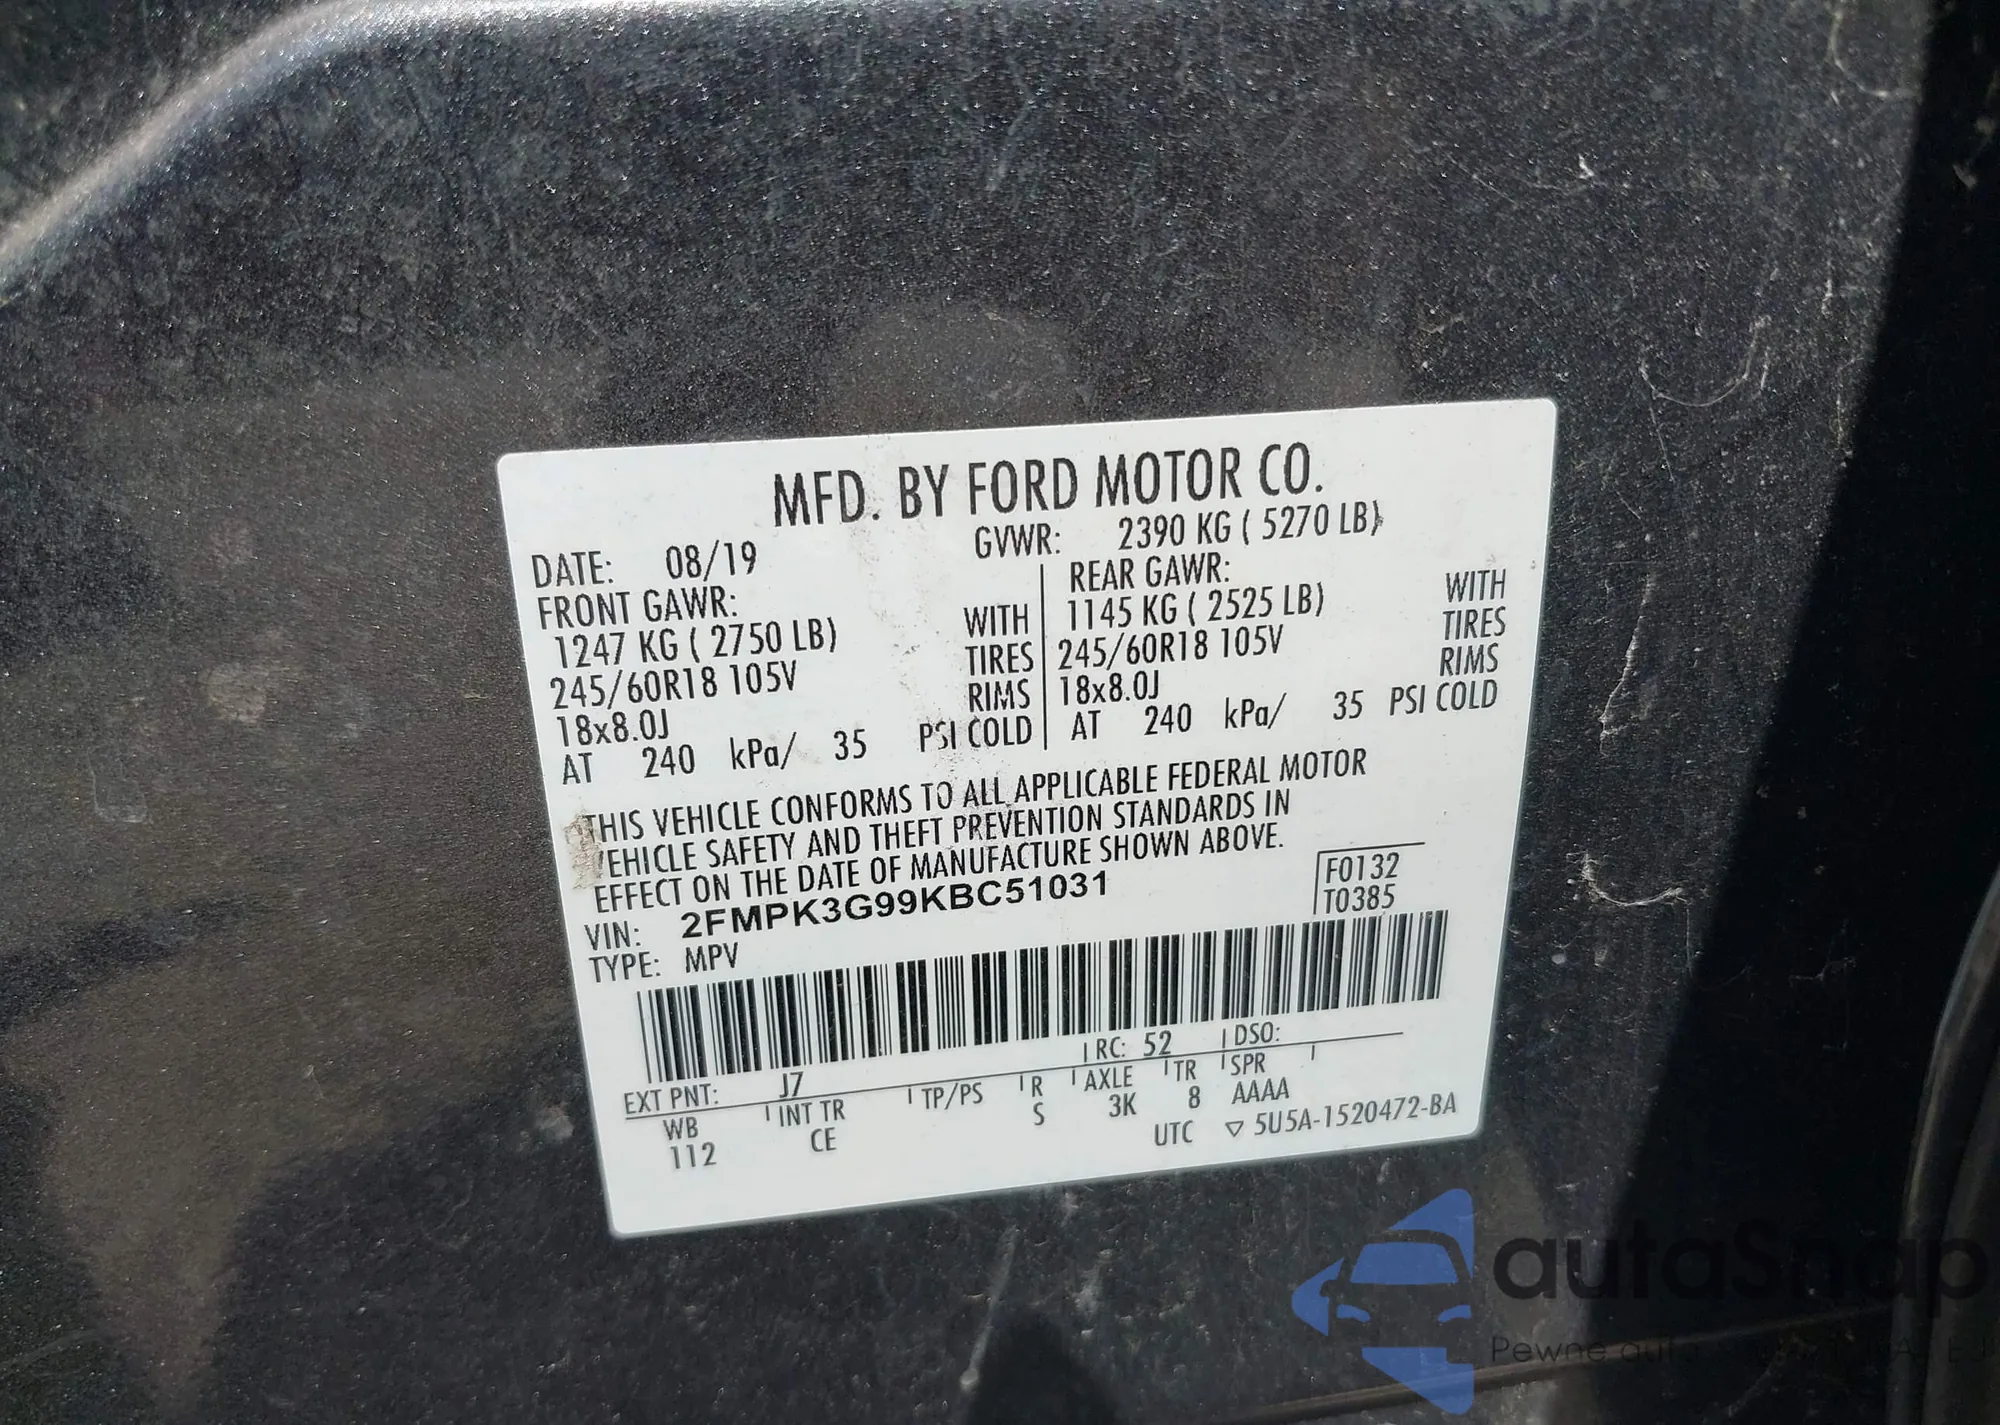 MFD. BY FORD MOTOR CO.
DATE: 08/19 GVWR: 2390 KG ( 5270 LB)
FRONT GAWR: REAR GAWR:
1247 KG ( 2750 LB) WITH 1145 KG ( 2525 LB) WITH
245/60R18 105V TIRES 245/60R18 105V TIRES
18x8.0J RIMS 18x8.0J RIMS
AT 240 kPa/ 35 PSI COLD AT 240 kPa/ 35 PSI COLD
THIS VEHICLE CONFORMS TO ALL APPLICABLE FEDERAL MOTOR
VEHICLE SAFETY AND THEFT PREVENTION STANDARDS IN
EFFECT ON THE DATE OF MANUFACTURE SHOWN ABOVE.
VIN: 2FMPK3G99KBC51031 F0132
TYPE: MPV T0385
EXT PNT: J7 RC: 52 DSO:
WB INT TR TP/PS R AXLE TR SPR
112 CE S 3K 8 AAAA
UTC ▽ 5U5A-1520472-BA
autaSnap
Pewne auta